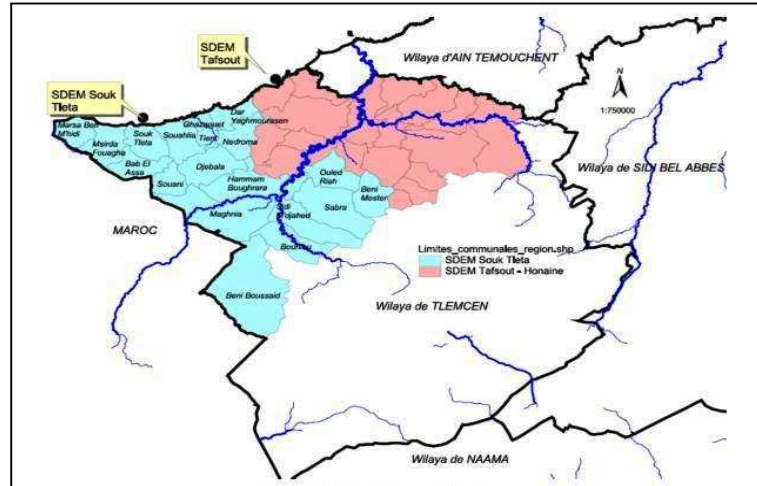 SDEM
Tafsout
Wilaya d'AIN TEMOUCHENT
SDEM Souk
Tleta
N
1:750000
Marsa Ben
M'hidi
Msirda
Fouagha
Souk
Tleta
Bab El
Assa
Souahlia
Ghazaouet
Tient
Dar
Yaghmourasen
Nedroma
Djebala
Souani
Hammam
Boughrara
Maghnia
Ouled
Riah
Beni
Mester
Sabra
Sidi
Medjahed
Bouhlou
Beni Boussaid
MAROC
Wilaya de SIDI BEL ABBES
Limites_communales_region.shp
SDEM Souk Tleta
SDEM Tafsout - Honaine
Wilaya de TLEMCEN
Wilaya de NAAMA